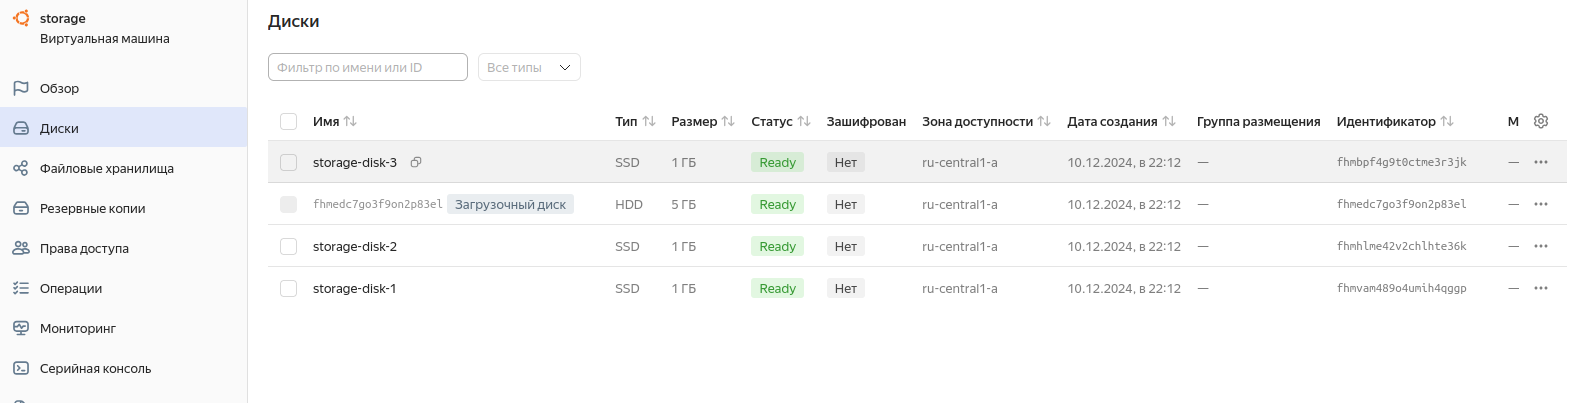 storage
Виртуальная машина
Обзор
Диски
Файловые хранилища
Резервные копии
Права доступа
Операции
Мониторинг
Серийная консоль
Диски
Фильтр по имени или ID
Все типы
Имя Тип Размер Статус Зашифрован Зона доступности Дата создания Группа размещения Идентификатор М
storage-disk-3 SSD 1 ГБ Ready Нет ru-central1-a 10.12.2024, в 22:12 — fhmbpf4g9t0ctme3r3jk — ···
fhmedc7go3f9on2p83el Загрузочный диск HDD 5 ГБ Ready Нет ru-central1-a 10.12.2024, в 22:12 — fhmedc7go3f9on2p83el — ···
storage-disk-2 SSD 1 ГБ Ready Нет ru-central1-a 10.12.2024, в 22:12 — fhmhlme42v2chlhte36k — ···
storage-disk-1 SSD 1 ГБ Ready Нет ru-central1-a 10.12.2024, в 22:12 — fhmvam489o4umih4qggp — ···